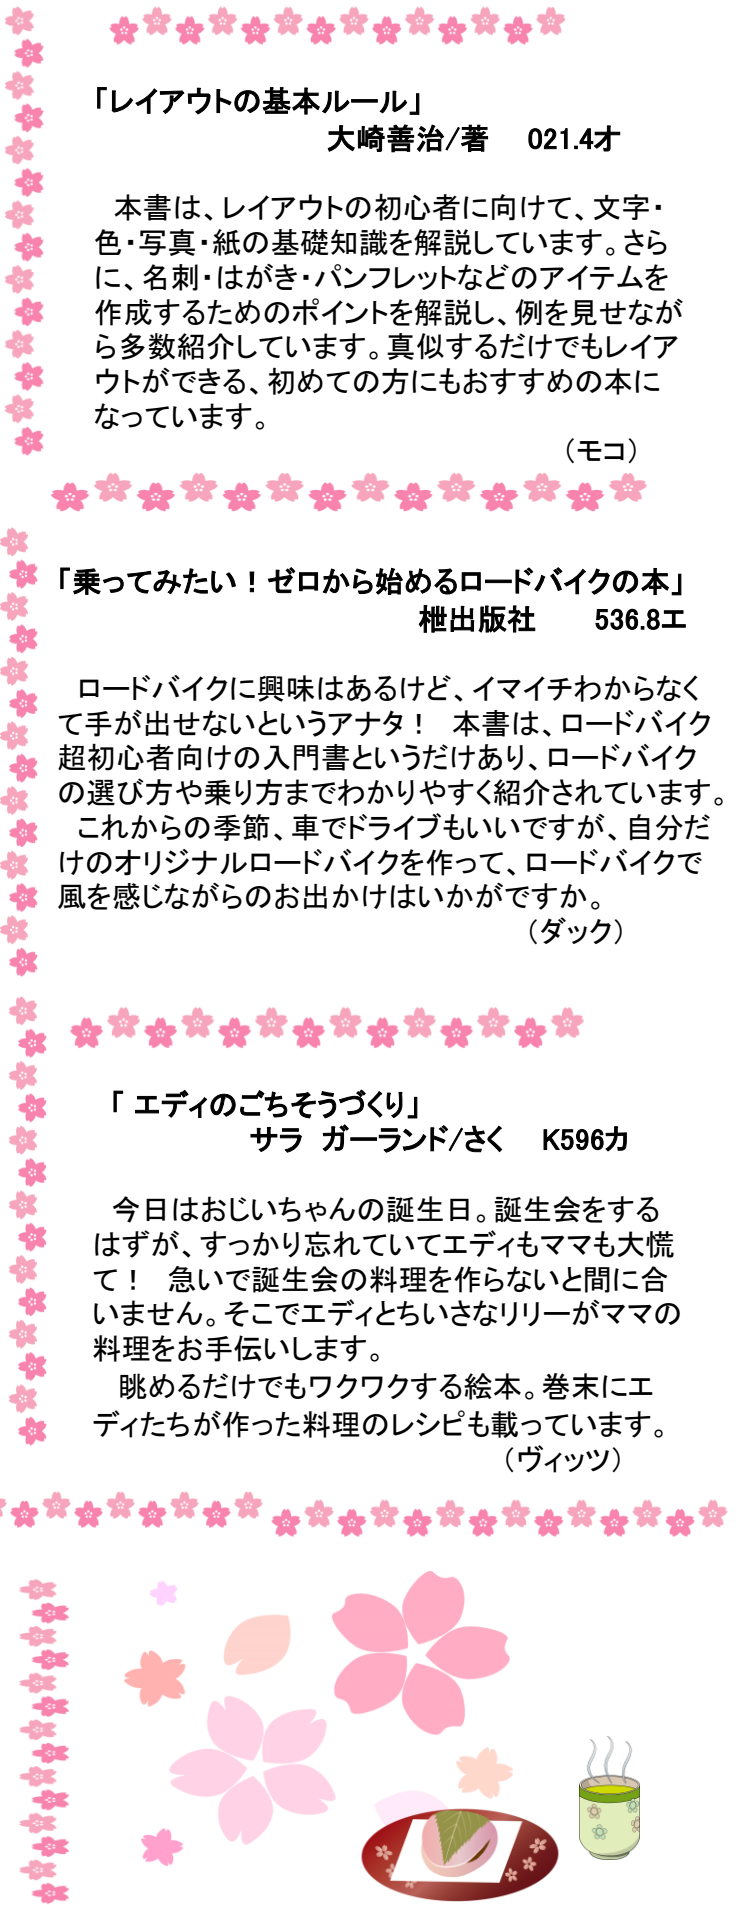 「レイアウトの基本ルール」
大崎善治/著　021.4オ
本書は、レイアウトの初心者に向けて、文字・
色・写真・紙の基礎知識を解説しています。さら
に、名刺・はがき・パンフレットなどのアイテムを
作成するためのポイントを解説し、例を見せなが
ら多数紹介しています。真似するだけでもレイア
ウトができる、初めての方にもおすすめの本に
なっています。
（モコ）
「乗ってみたい！ゼロから始めるロードバイクの本」
枻出版社　536.8エ
ロードバイクに興味はあるけど、イマイチわからなく
て手が出せないというアナタ！　本書は、ロードバイク
超初心者向けの入門書というだけあり、ロードバイク
の選び方や乗り方までわかりやすく紹介されています。
これからの季節、車でドライブもいいですが、自分だ
けのオリジナルロードバイクを作って、ロードバイクで
風を感じながらのお出かけはいかがですか。
（ダック）
「エディのごちそうづくり」
サラ　ガーランド/さく　K596カ
今日はおじいちゃんの誕生日。誕生会をする
はずが、すっかり忘れていてエディもママも大慌
て！　急いで誕生会の料理を作らないと間に合
いません。そこでエディとちいさなリリーがママの
料理をお手伝いします。
眺めるだけでもワクワクする絵本。巻末にエ
ディたちが作った料理のレシピも載っています。
（ヴィッツ）